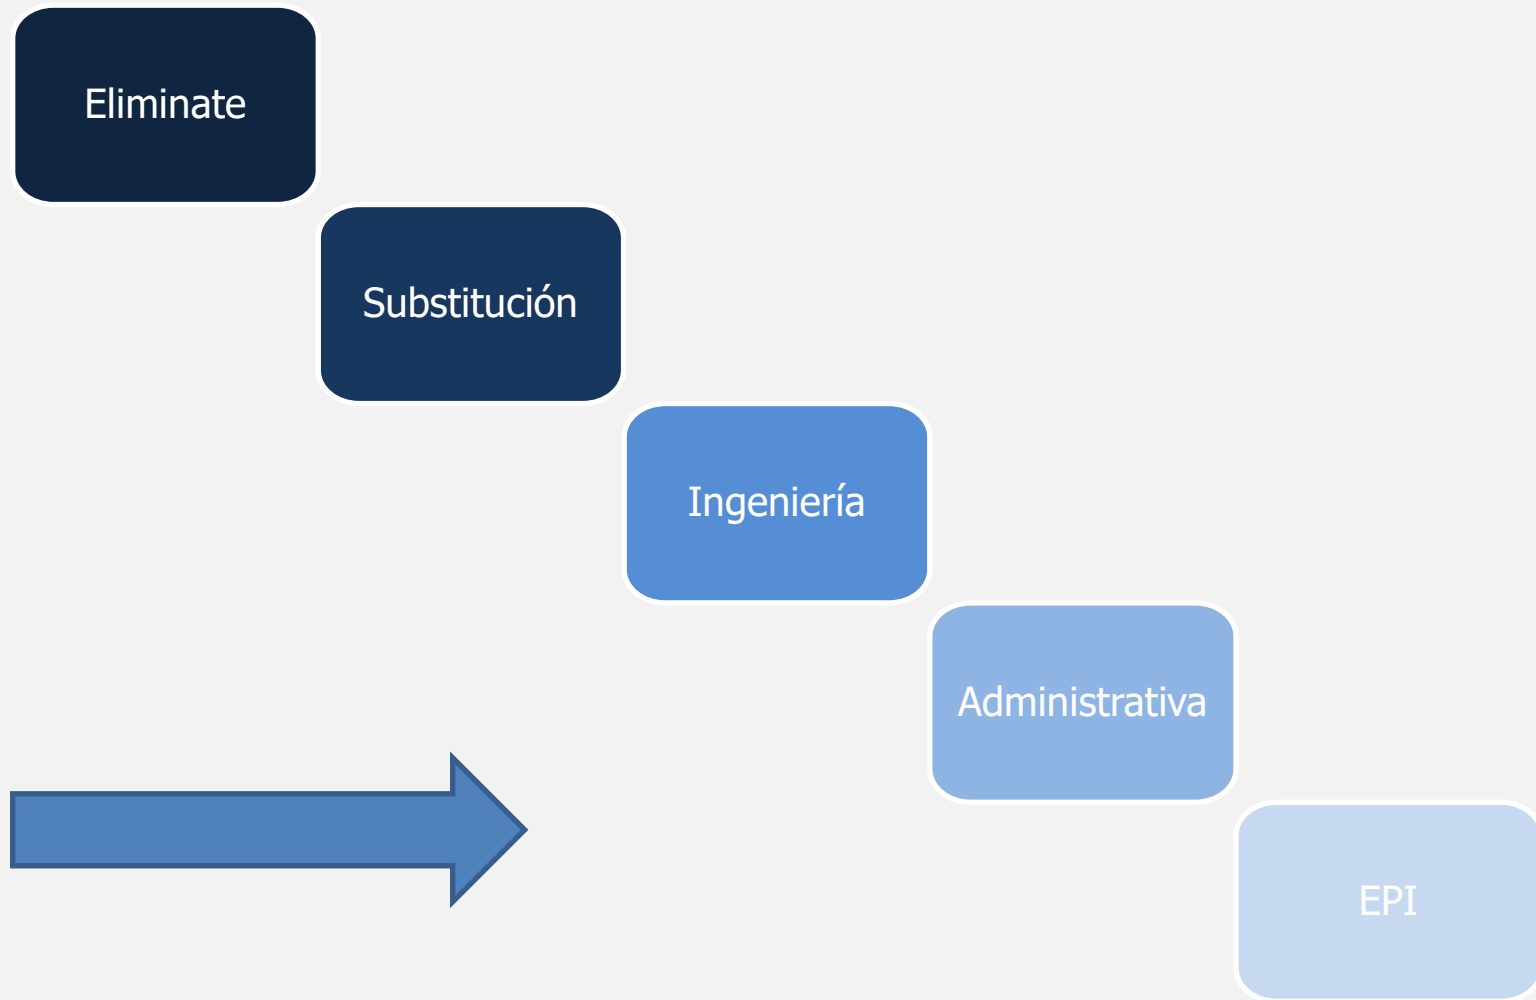 Eliminate
Substitución
Ingeniería
Administrativa
EPI